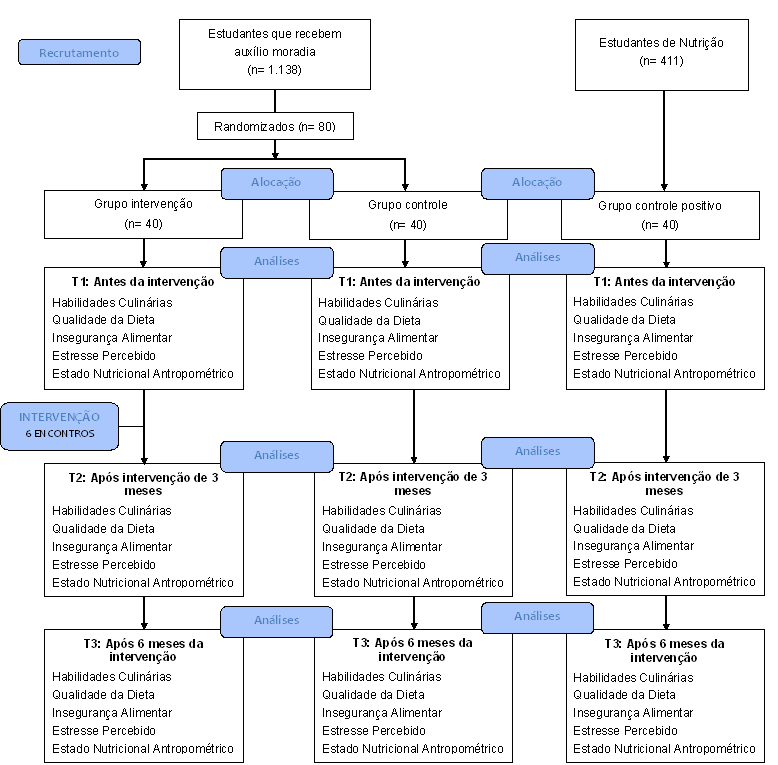 Recrutamento
Estudantes que recebem
auxílio moradia
(n= 1.138)
Estudantes de Nutrição
(n= 411)
Randomizados (n= 80)
Alocação
Alocação
Grupo intervenção
(n= 40)
Grupo controle
(n= 40)
Grupo controle positivo
(n= 40)
Análises
Análises
T1: Antes da intervenção
Habilidades Culinárias
Qualidade da Dieta
Insegurança Alimentar
Estresse Percebido
Estado Nutricional Antropométrico
T1: Antes da intervenção
Habilidades Culinárias
Qualidade da Dieta
Insegurança Alimentar
Estresse Percebido
Estado Nutricional Antropométrico
T1: Antes da intervenção
Habilidades Culinárias
Qualidade da Dieta
Insegurança Alimentar
Estresse Percebido
Estado Nutricional Antropométrico
INTERVENÇÃO
6 ENCONTROS
Análises
Análises
T2: Após intervenção de 3
meses
Habilidades Culinárias
Qualidade da Dieta
Insegurança Alimentar
Estresse Percebido
Estado Nutricional Antropométrico
T2: Após intervenção de 3
meses
Habilidades Culinárias
Qualidade da Dieta
Insegurança Alimentar
Estresse Percebido
Estado Nutricional Antropométrico
T2: Após intervenção de 3
meses
Habilidades Culinárias
Qualidade da Dieta
Insegurança Alimentar
Estresse Percebido
Estado Nutricional Antropométrico
Análises
Análises
T3: Após 6 meses da
intervenção
Habilidades Culinárias
Qualidade da Dieta
Insegurança Alimentar
Estresse Percebido
Estado Nutricional Antropométrico
T3: Após 6 meses da
intervenção
Habilidades Culinárias
Qualidade da Dieta
Insegurança Alimentar
Estresse Percebido
Estado Nutricional Antropométrico
T3: Após 6 meses da
intervenção
Habilidades Culinárias
Qualidade da Dieta
Insegurança Alimentar
Estresse Percebido
Estado Nutricional Antropométrico